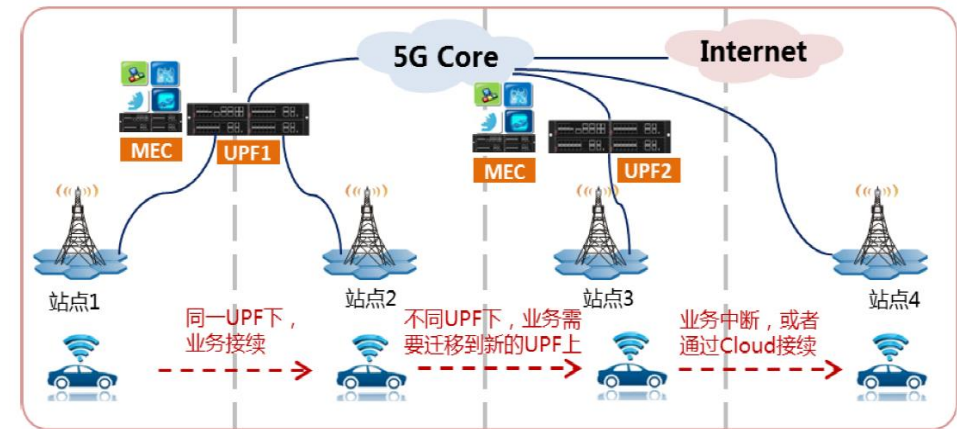 5G Core
Internet
MEC
UPF1
MEC
UPF2
站点1
站点2
站点3
站点4
同一UPF下，
业务接续
不同UPF下，业务需
要迁移到新的UPF上
业务中断，或者
通过Cloud接续